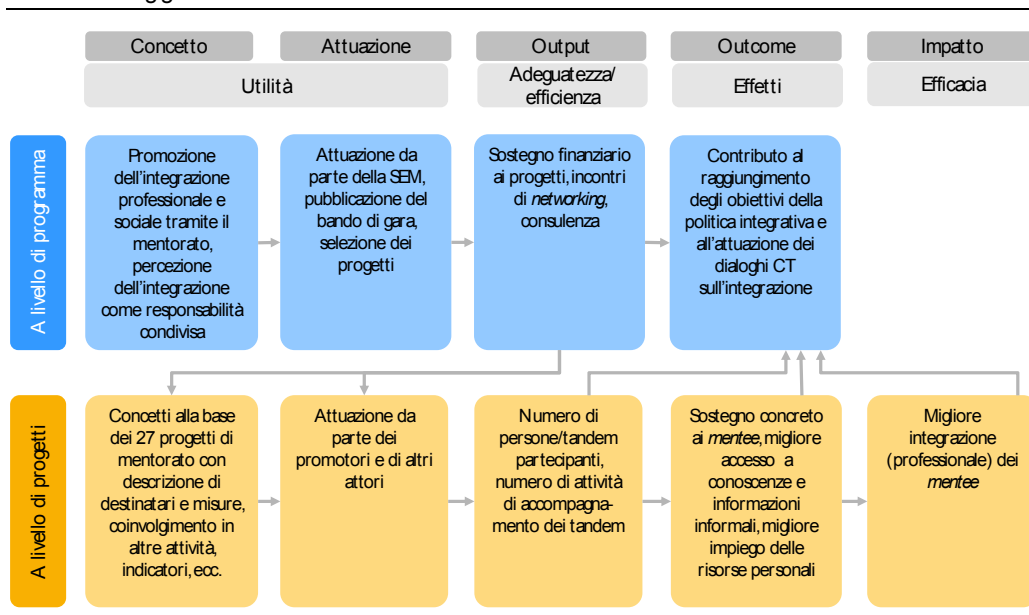 Concetto
Attuazione
Output
Outcome
Impatto
Utilità
Adeguatezza/
efficienza
Effetti
Efficacia
A livello di programma
Promozione
dell'integrazione
professionale e
sociale tramite il
mentorato,
percezione
dell'integrazione
come responsabilità
condivisa
Attuazione da
parte della SEM,
pubblicazione del
bando di gara,
selezione dei
progetti
Sostegno finanziario
ai progetti, incontri
di networking,
consulenza
Contributo al
raggiungimento
degli obiettivi della
politica integrativa e
all'attuazione dei
dialoghi CT
sull'integrazione
A livello di progetti
Concetti alla base
dei 27 progetti di
mentorato con
descrizione di
destinatari e misure,
coinvolgimento in
altre attività,
indicatori, ecc.
Attuazione da
parte dei
promotori e di altri
attori
Numero di
persone/tandem
partecipanti,
numero di attività
di accompagna-
mento dei tandem
Sostegno concreto
ai mentee, migliore
accesso a
conoscenze e
informazioni
informali, migliore
impiego delle
risorse personali
Migliore
integrazione
(professionale) dei
mentee